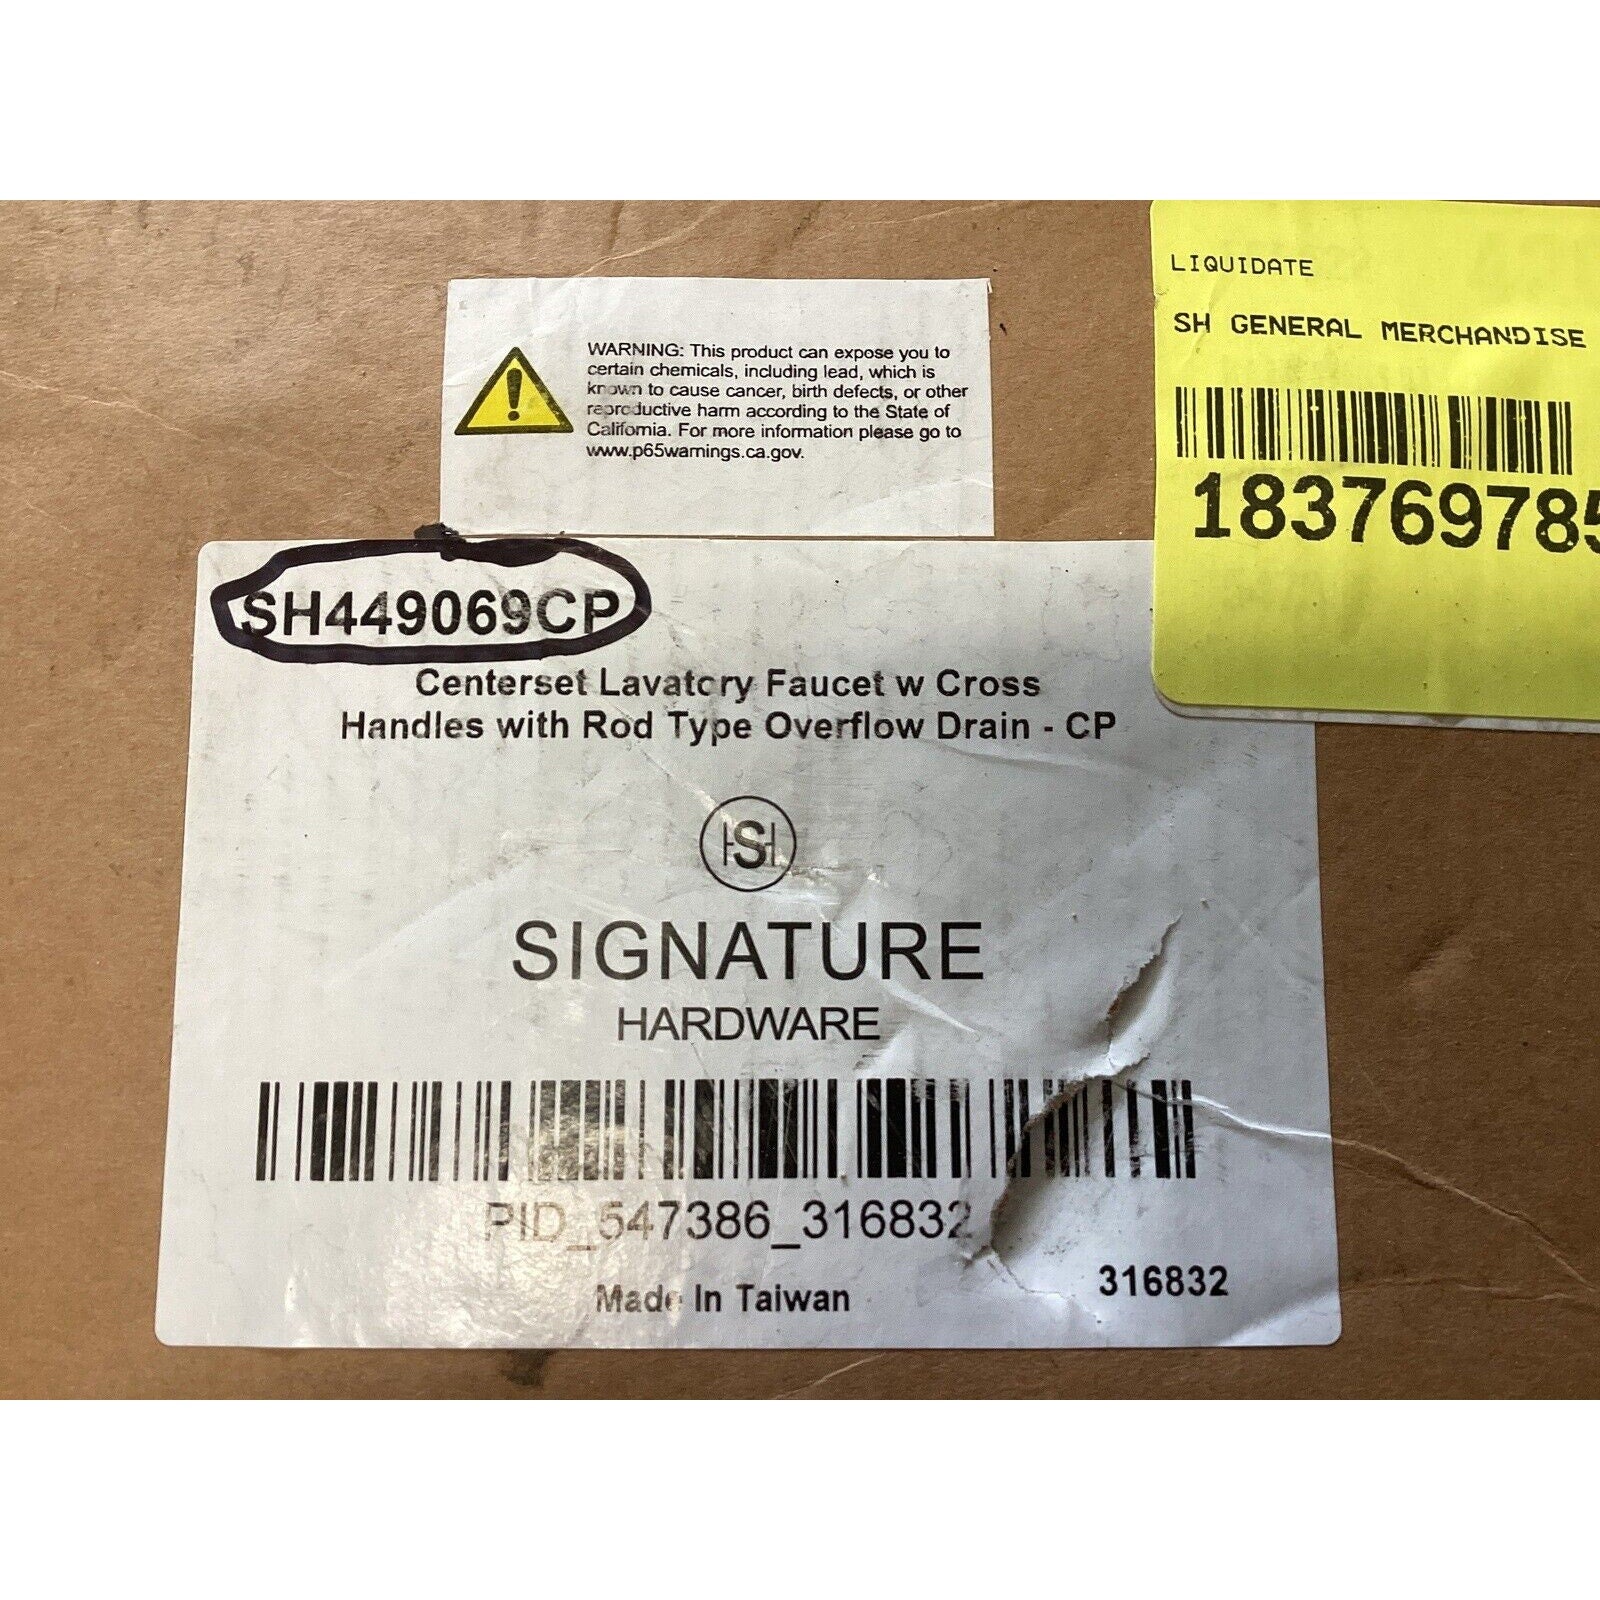 LIQUIDATE
SH GENERAL MERCHANDISE
183769785
WARNING: This product can expose you to
certain chemicals, including lead, which is
known to cause cancer, birth defects, or other
reproductive harm according to the State of
California. For more information please go to
www.p65warnings.ca.gov.
SH449069CP
Centerset Lavatory Faucet w Cross
Handles with Rod Type Overflow Drain - CP
SH
SIGNATURE
HARDWARE
PID_547386_316832
Made In Taiwan
316832